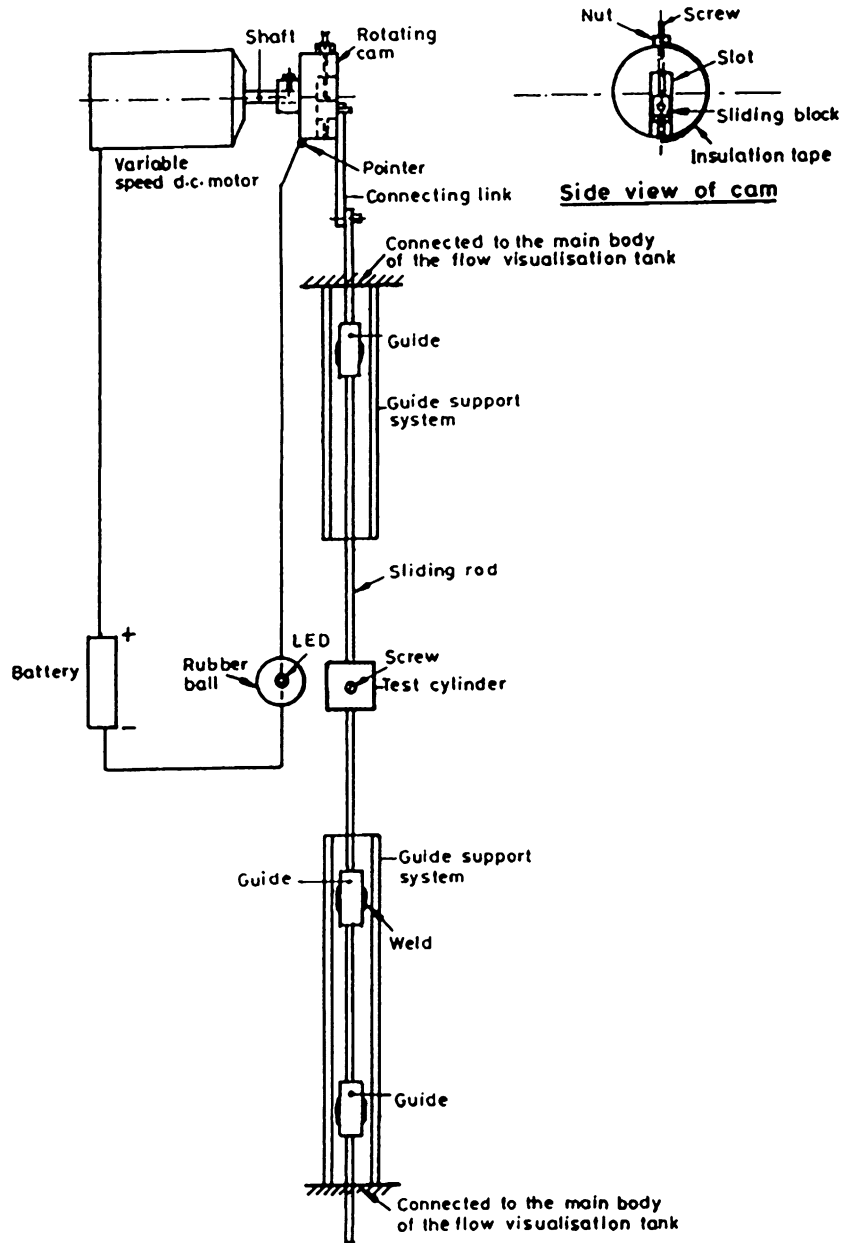 Shaft
Rotating
cam
Variable
speed d.c. motor
Pointer
Connecting link
Nut
Screw
Slot
Sliding block
Insulation tape
Side view of cam
Connected to the main body
of the flow visualisation tank
Guide
Guide support
system
Sliding rod
+
Battery
-
LED
Rubber
ball
Screw
Test cylinder
Guide support
system
Guide
Weld
Guide
Connected to the main body
of the flow visualisation tank